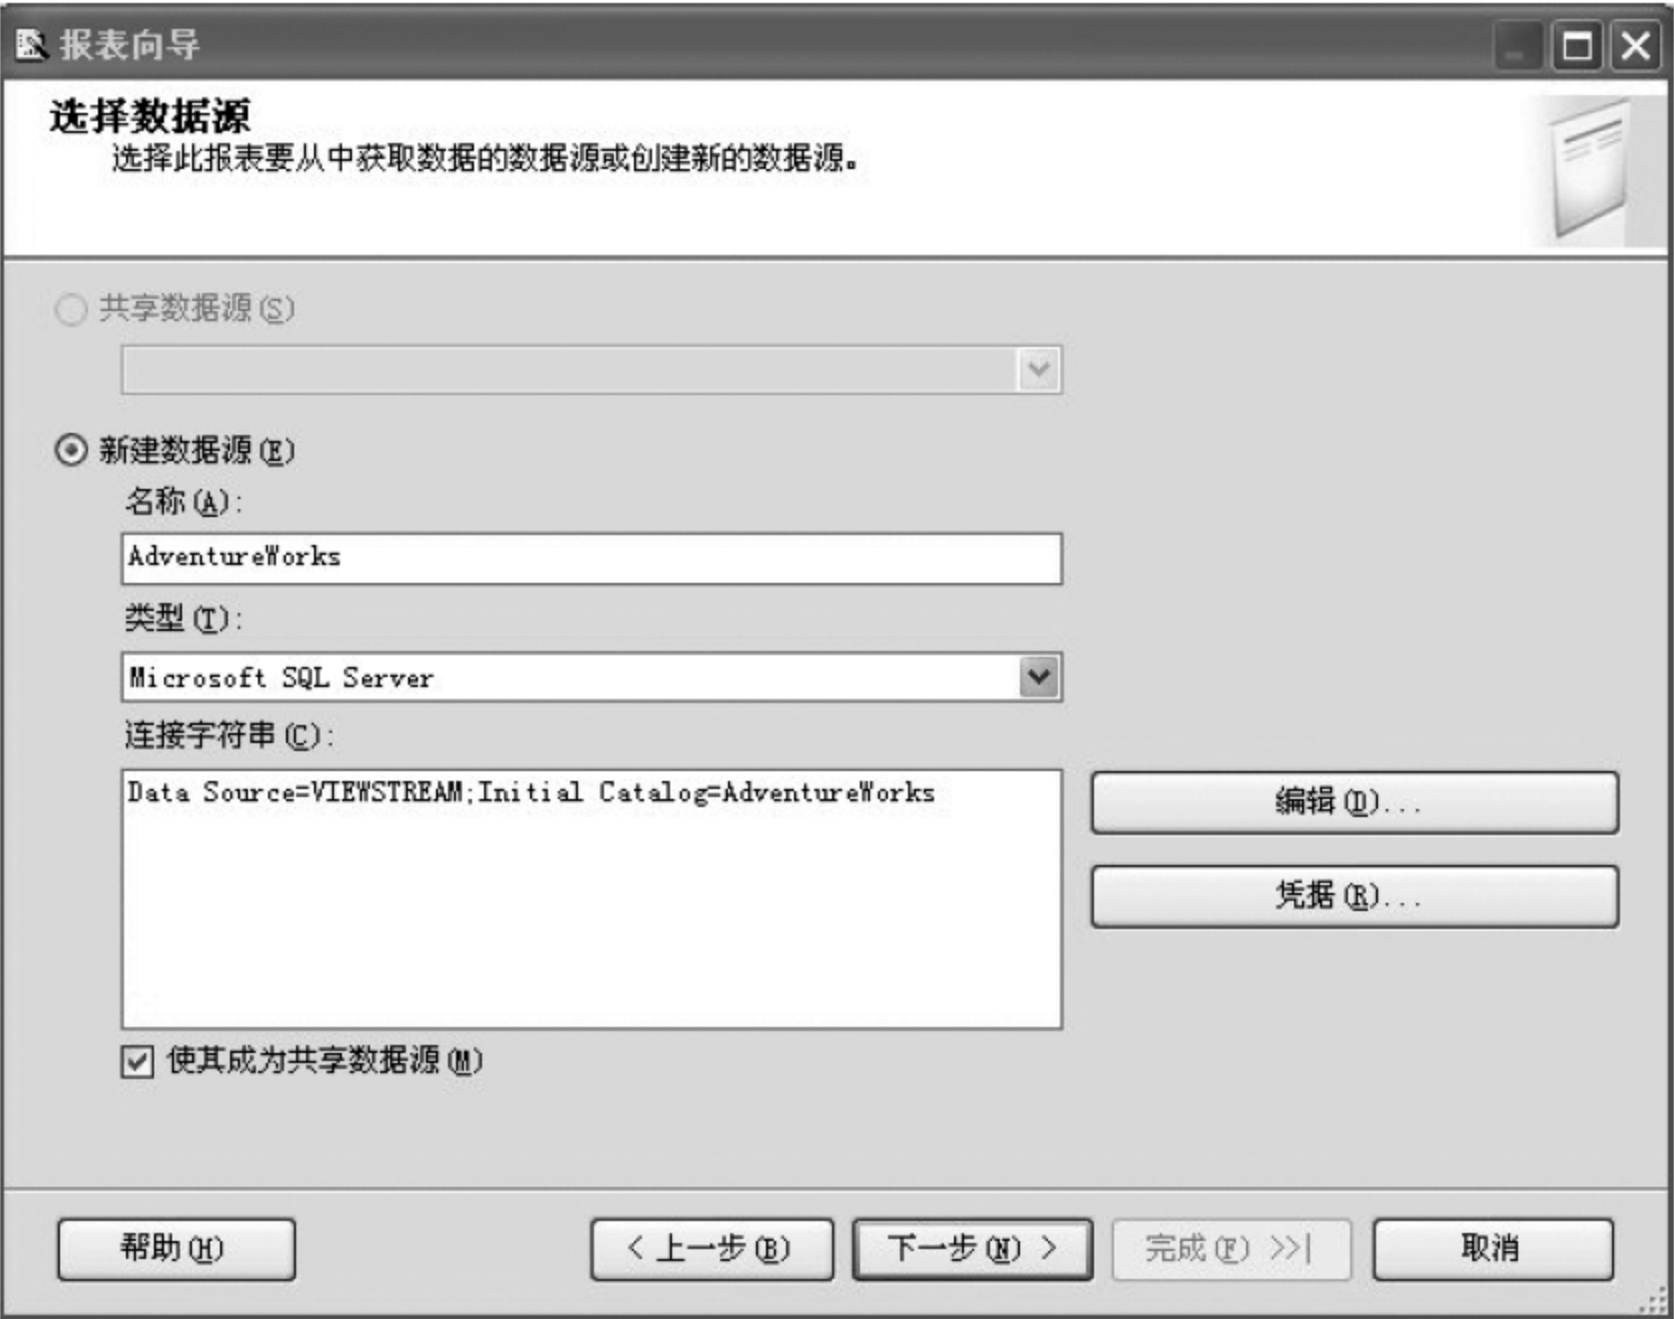 报表向导
选择数据源
选择此报表要从中获取数据的数据源或创建新的数据源。
共享数据源(S)
新建数据源(E)
名称(A):
AdventureWorks
类型(T):
Microsoft SQL Server
连接字符串(C):
Data Source=VIEWSTREAM;Initial Catalog=AdventureWorks
编辑(D)...
凭据(R)...
使其成为共享数据源(M)
帮助(H)
< 上一步(B)
下一步(N) >
完成(F) >>|
取消